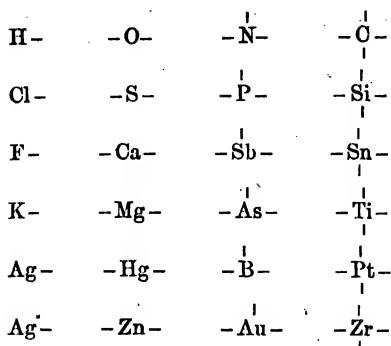 H– –O– –N– –C–
Cl– –S– –P– –Si–
F– –Ca– –Sb– –Sn–
K– –Mg– –As– –Ti–
Ag– –Hg– –B– –Pt–
Ag –Zn– –Au– –Zr–